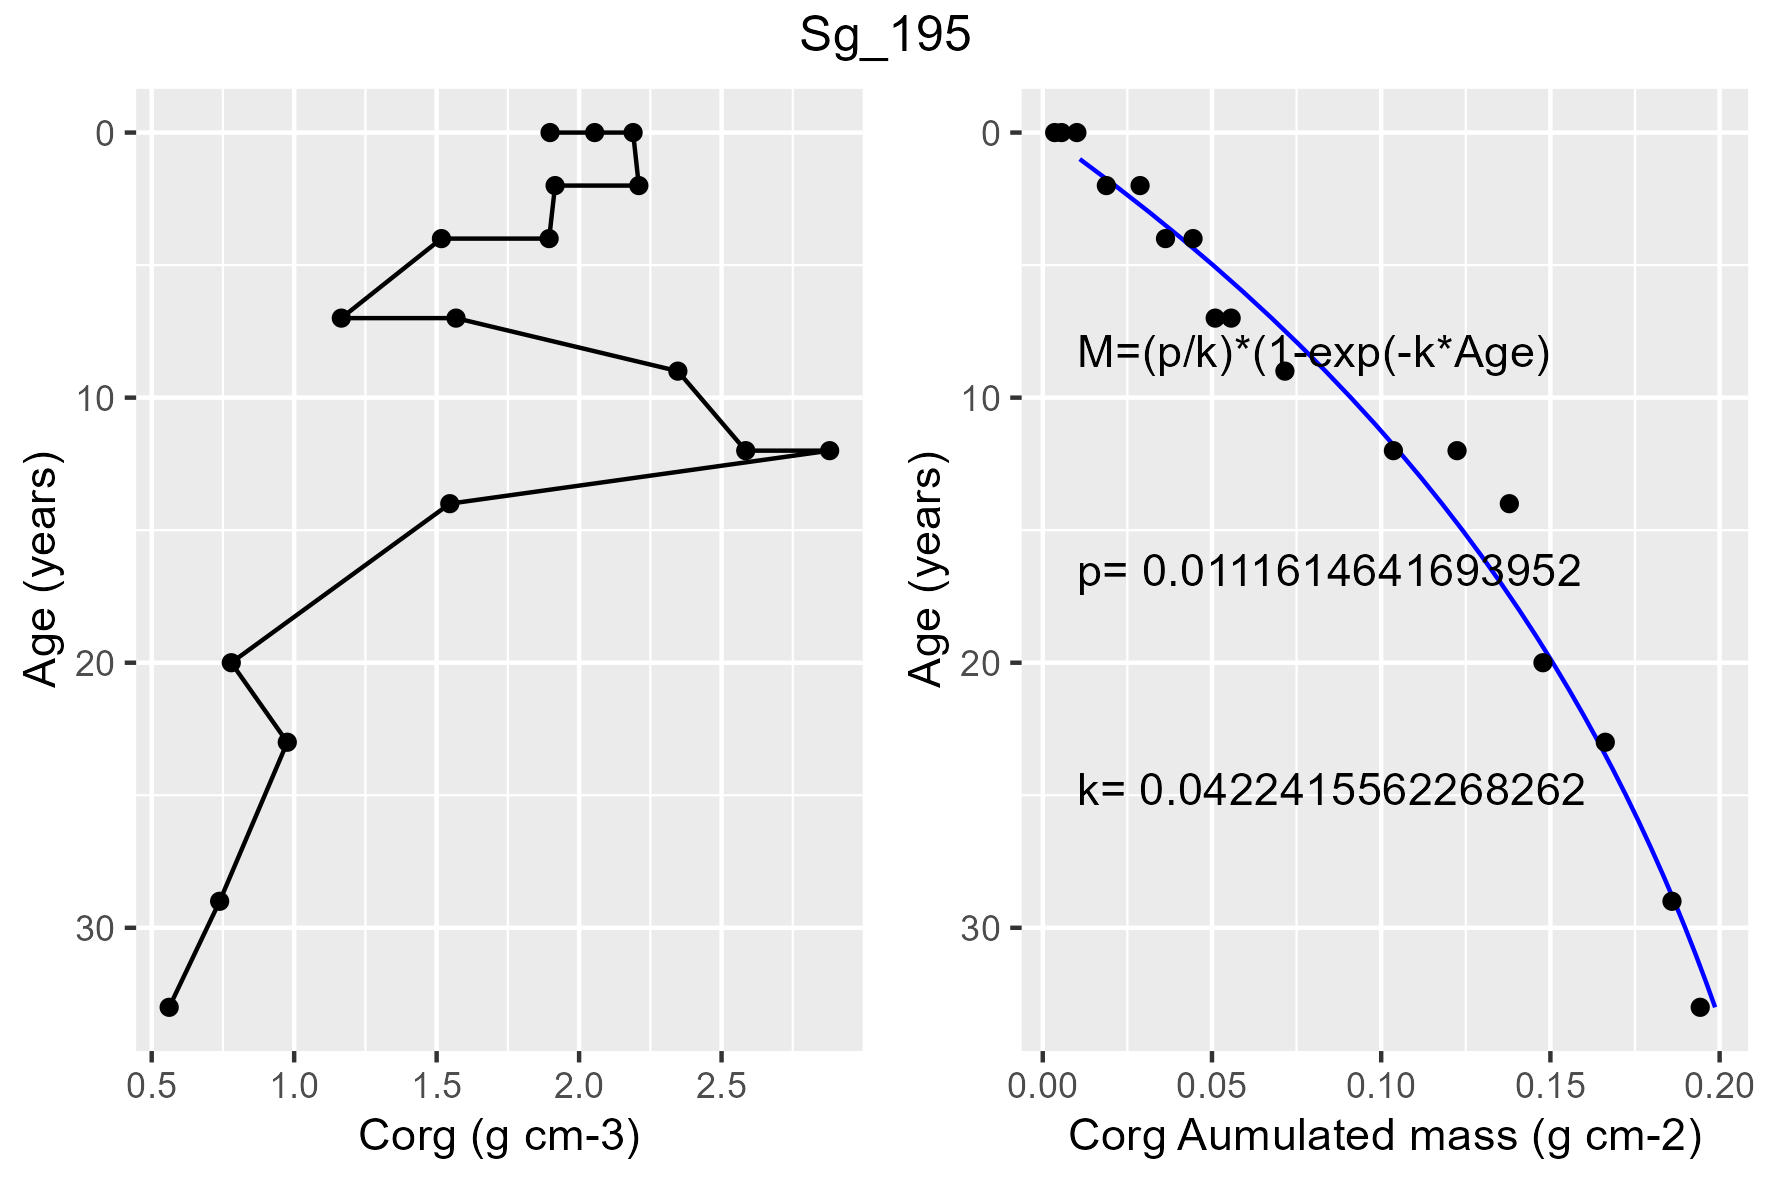 Sg_195
0
10
20
30
Age (years)
0.5 1.0 1.5 2.0 2.5
Corg (g cm-3)
0
10
20
30
Age (years)
M=(p/k)*(1-exp(-k*Age)
p= 0.0111614641693952
k= 0.0422415562268262
0.00 0.05 0.10 0.15 0.20
Corg Aumulated mass (g cm-2)